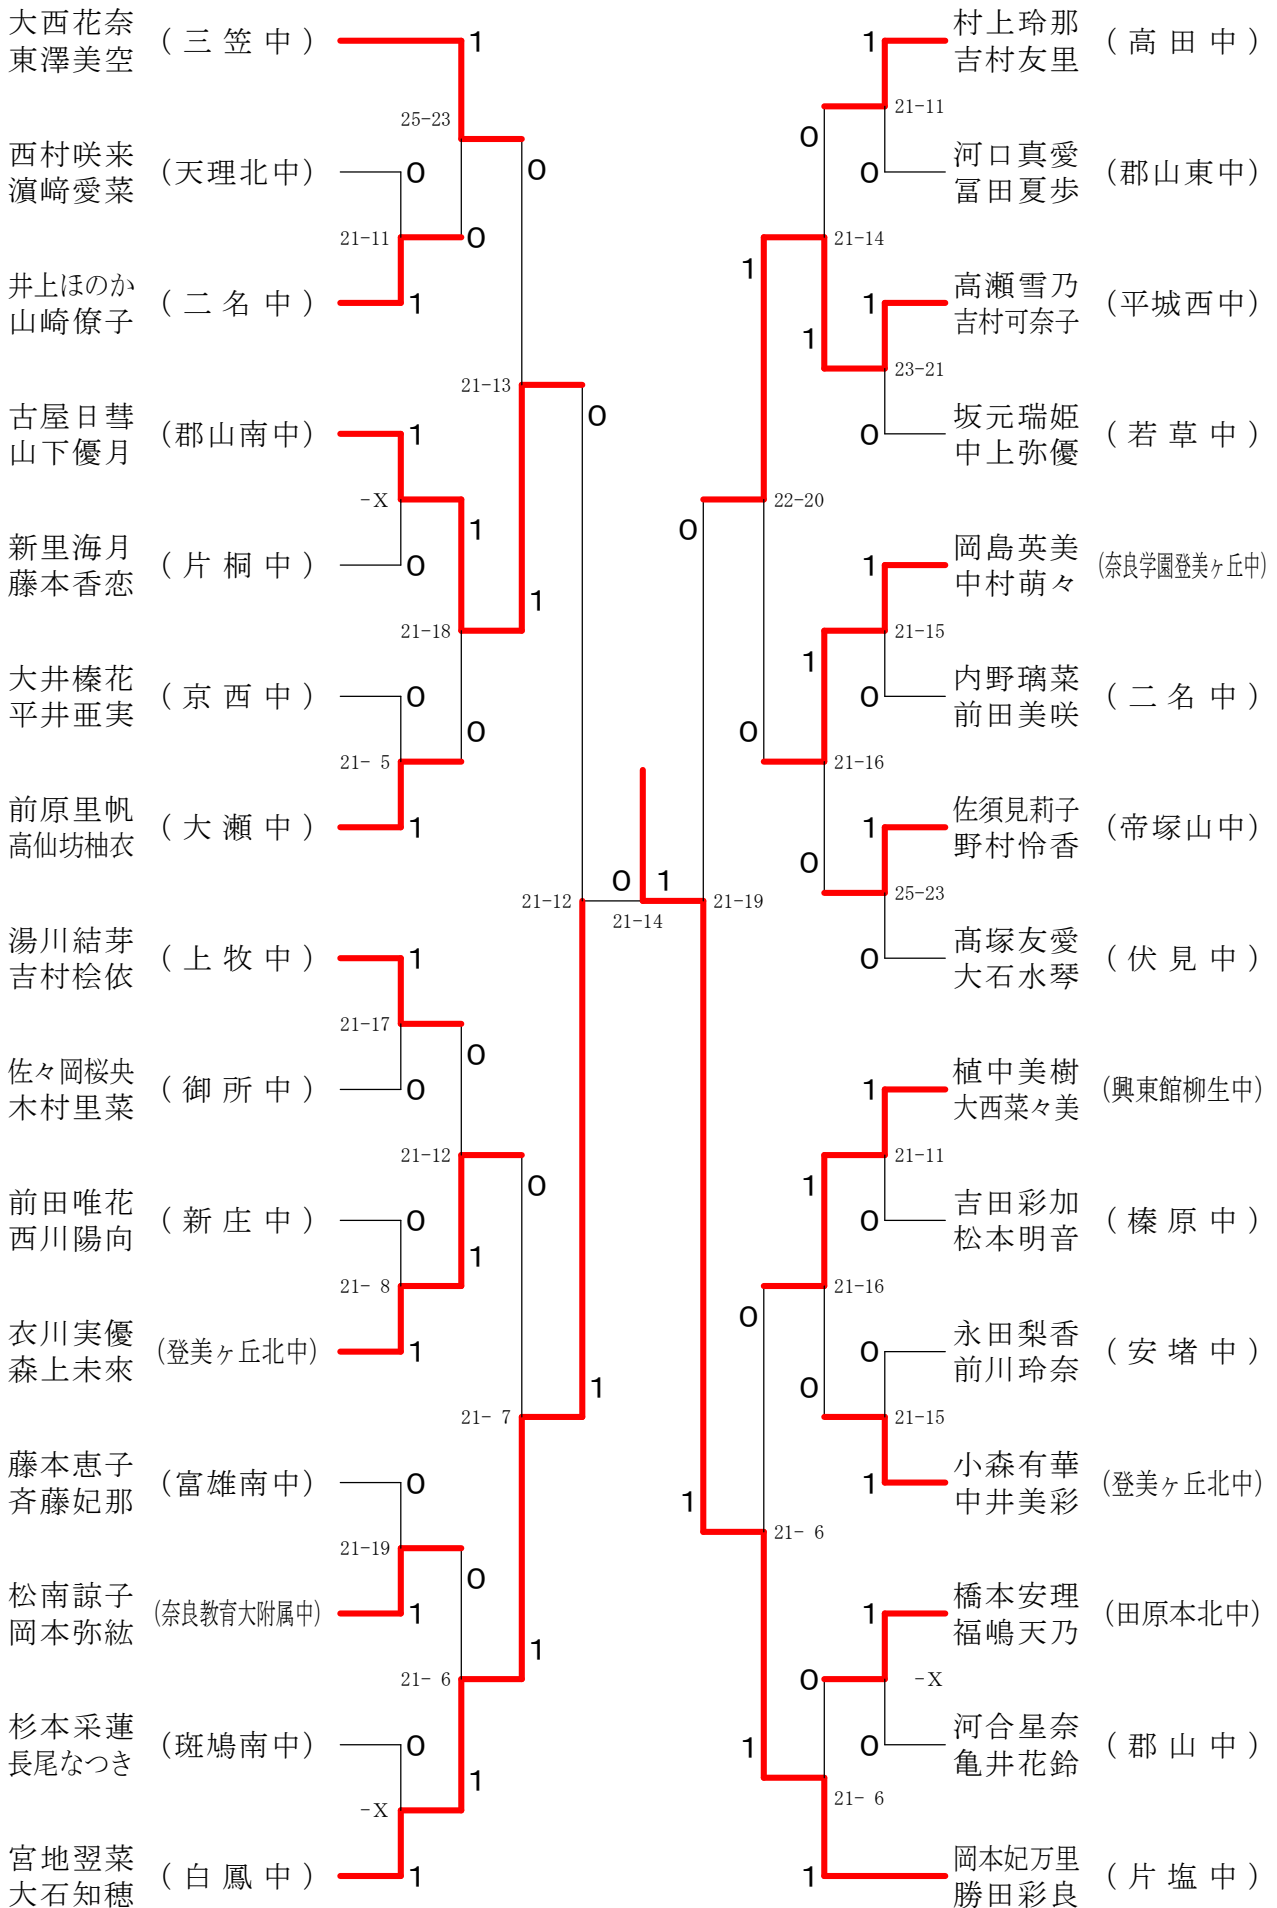 大西花奈
東澤美空
(三笠中)
1
25-23
西村咲来
濵﨑愛菜
(天理北中)
0
0
21-11
0
井上ほのか
山崎僚子
(二名中)
1
21-13
0
古屋日彗
山下優月
(郡山南中)
1
-X
1
新里海月
藤本香恋
(片桐中)
0
1
21-18
大井榛花
平井亜実
(京西中)
0
0
21- 5
前原里帆
高仙坊柚衣
(大瀬中)
1
21-12
0
1
21-14
湯川結芽
吉村桧依
(上牧中)
1
21-17
0
佐々岡桜央
木村里菜
(御所中)
0
21-12
0
前田唯花
西川陽向
(新庄中)
0
1
21- 8
衣川実優
森上未來
(登美ヶ丘北中)
1
1
21- 7
藤本恵子
斉藤妃那
(富雄南中)
0
21-19
0
松南諒子
岡本弥紘
(奈良教育大附属中)
1
1
21- 6
杉本采蓮
長尾なつき
(斑鳩南中)
0
1
-X
宮地翌菜
大石知穂
(白鳳中)
1
1
村上玲那
吉村友里
(高田中)
21-11
0
0
河口真愛
冨田夏歩
(郡山東中)
21-14
1
1
高瀬雪乃
吉村可奈子
(平城西中)
1
23-21
0
坂元瑞姫
中上弥優
(若草中)
22-20
0
1
岡島英美
中村萌々
(奈良学園登美ヶ丘中)
21-15
1
0
内野璃菜
前田美咲
(二名中)
0
21-16
1
佐須見莉子
野村怜香
(帝塚山中)
0
25-23
21-19
0
髙塚友愛
大石水琴
(伏見中)
1
植中美樹
大西菜々美
(興東館柳生中)
21-11
1
0
吉田彩加
松本明音
(榛原中)
21-16
0
0
永田梨香
前川玲奈
(安堵中)
0
21-15
1
小森有華
中井美彩
(登美ヶ丘北中)
1
21- 6
1
橋本安理
福嶋天乃
(田原本北中)
0
-X
0
河合星奈
亀井花鈴
(郡山中)
1
21- 6
1
岡本妃万里
勝田彩良
(片塩中)